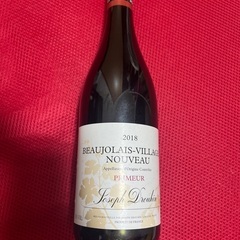 2018
BEAUJOLAIS-VILLAGES
NOUVEAU
PRIMEUR
Joseph Drouhin